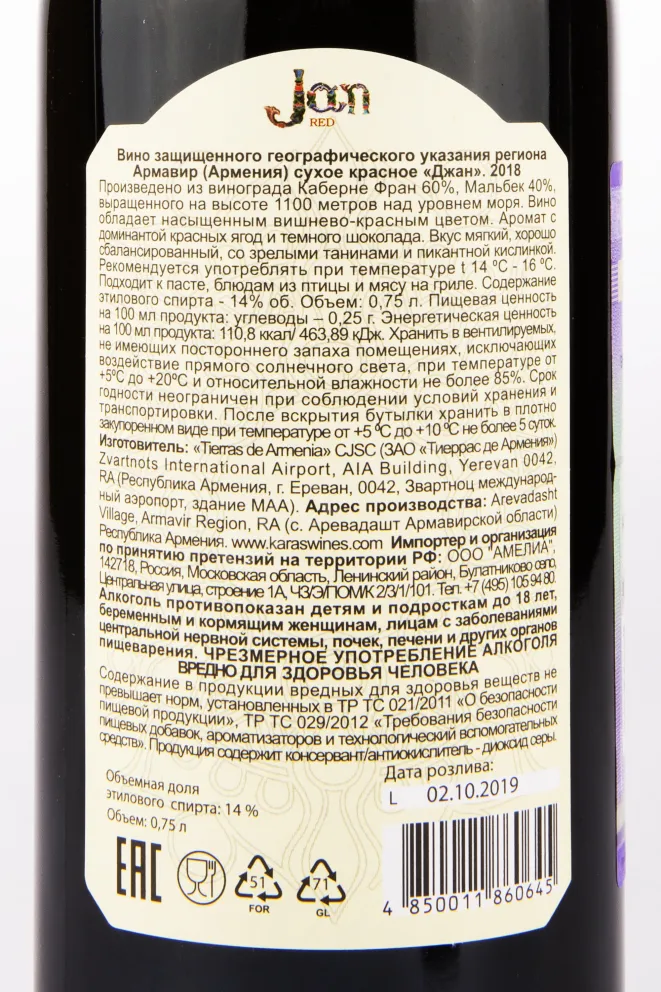 Jan
RED
Вино защищенного географического указания региона
Армавир (Армения) сухое красное «Джан». 2018
Произведено из винограда Каберне Фран 60%, Мальбек 40%,
выращенного на высоте 1100 метров над уровнем моря. Вино
обладает насыщенным вишнево-красным цветом. Аромат с
доминантой красных ягод и темного шоколада. Вкус мягкий, хорошо
сбалансированный, со зрелыми танинами и пикантной кислинкой.
Рекомендуется употреблять при температуре t 14 ºC - 16 ºC.
Подходит к пасте, блюдам из птицы и мясу на гриле. Содержание
этилового спирта - 14% об. Объем: 0,75 л. Пищевая ценность
на 100 мл продукта: углеводы – 0,25 г. Энергетическая ценность
на 100 мл продукта: 110,8 ккал/ 463,89 кДж. Хранить в вентилируемых,
не имеющих постороннего запаха помещениях, исключающих
воздействие прямого солнечного света, при температуре от
+5ºC до +20ºC и относительной влажности не более 85%. Срок
годности неограничен при соблюдении условий хранения и
транспортировки. После вскрытия бутылки хранить в плотно
закупоренном виде при температуре от +5 ºC до +10 ºC не более 5 суток.
Изготовитель: «Tierras de Armenia» CJSC (ЗАО «Тиеррас де Армения»)
Zvartnots International Airport, AIA Building, Yerevan 0042,
RA (Республика Армения, г. Ереван, 0042, Звартноц международ-
ный аэропорт, здание МАА). Адрес производства: Arevadasht
Village, Armavir Region, RA (с. Аревадашт Армавирской области)
Республика Армения. www.karaswines.com Импортер и организация
по принятию претензий на территории РФ: ООО "АМЕЛИА",
142718, Россия, Московская область, Ленинский район, Булатниково село,
Центральная улица, строение 1А, ЧЗ/Э/ПОМ/К 2/3/1/101. Тел. +7 (495) 105 94 80.
Алкоголь противопоказан детям и подросткам до 18 лет,
беременным и кормящим женщинам, лицам с заболеваниями
центральной нервной системы, почек, печени и других органов
пищеварения. ЧРЕЗМЕРНОЕ УПОТРЕБЛЕНИЕ АЛКОГОЛЯ
ВРЕДНО ДЛЯ ЗДОРОВЬЯ ЧЕЛОВЕКА
Содержание в продукции вредных для здоровья веществ не
превышает норм, установленных в ТР ТС 021/2011 «О безопасности
пищевой продукции», ТР ТС 029/2012 «Требования безопасности
пищевых добавок, ароматизаторов и технологический вспомогательных
средств». Продукция содержит консервант/антиокислитель - диоксид серы.
Объемная доля
этилового спирта: 14 %
Объем: 0,75 л
Дата розлива:
L 02.10.2019
EAC
51
FOR
71
GL
4 850011 860645